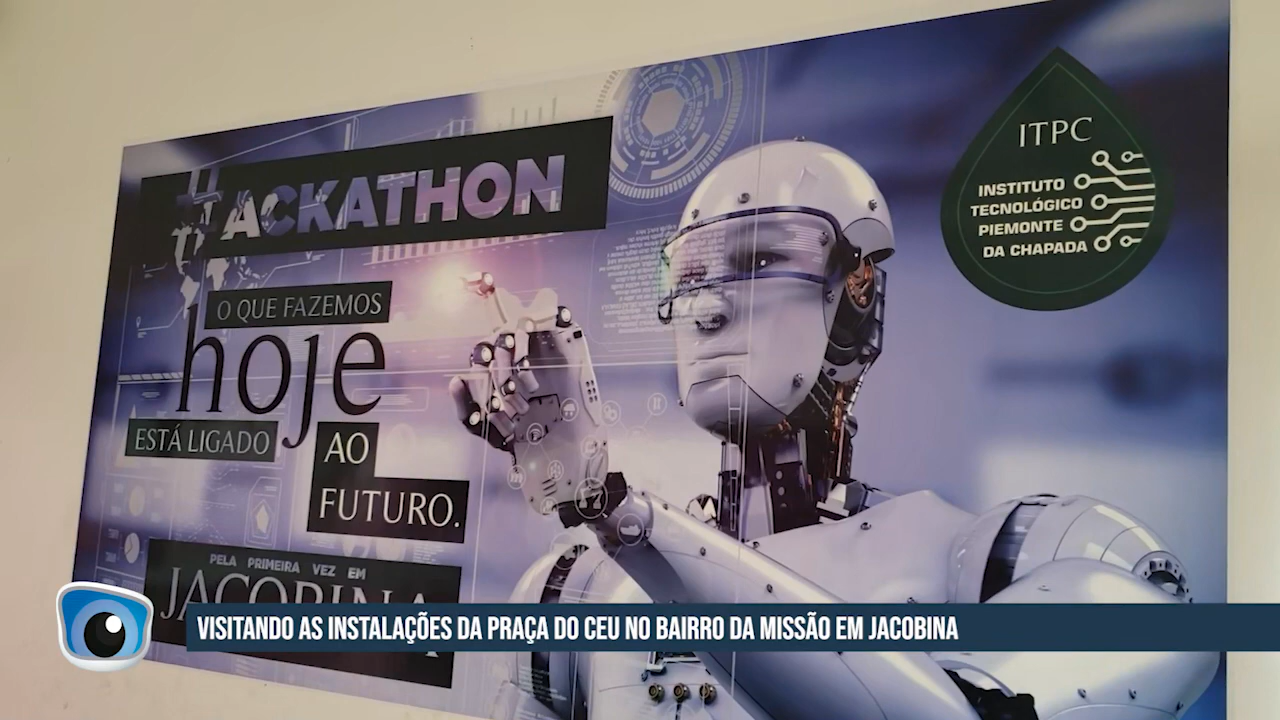 #ACKATHON
O QUE FAZEMOS
hoje
ESTÁ LIGADO
AO
FUTURO.
PELA PRIMEIRA VEZ EM
JACOBINA
ITPC
INSTITUTO
TECNOLÓGICO
PIEMONTE
DA CHAPADA
VISITANDO AS INSTALAÇÕES DA PRAÇA DO CEU NO BAIRRO DA MISSÃO EM JACOBINA